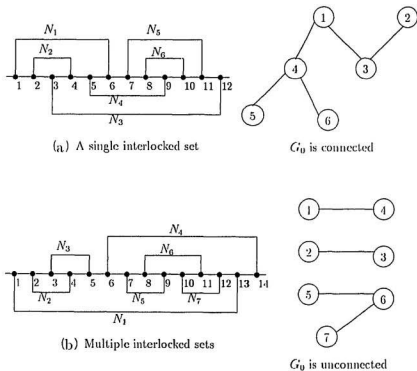 N1 N5
N2 N6
1 2 3 4 5 6 7 8 9 10 11 12
N4
N3
(a) A single interlocked set
1 2
4 3
5 6
G0 is connected
N4
N3 N6
1 2 3 4 5 6 7 8 9 10 11 12 13 14
N2 N5 N7
N1
(b) Multiple interlocked sets
1 4
2 3
5 6
7
G0 is unconnected